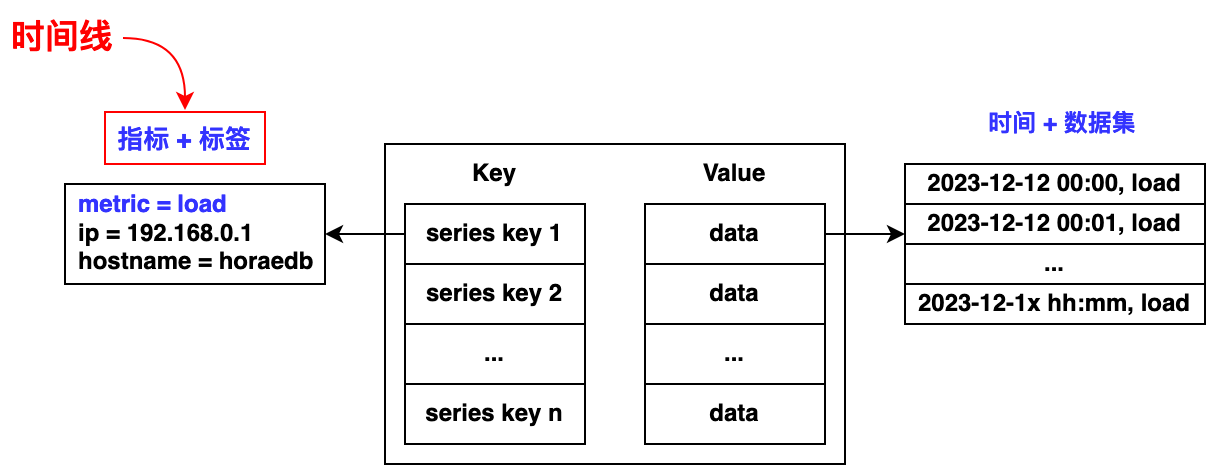 时间线
指标 + 标签
metric = load
ip = 192.168.0.1
hostname = horaedb
Key
series key 1
series key 2
...
series key n
Value
data
data
...
data
时间 + 数据集
2023-12-12 00:00, load
2023-12-12 00:01, load
...
2023-12-1x hh:mm, load